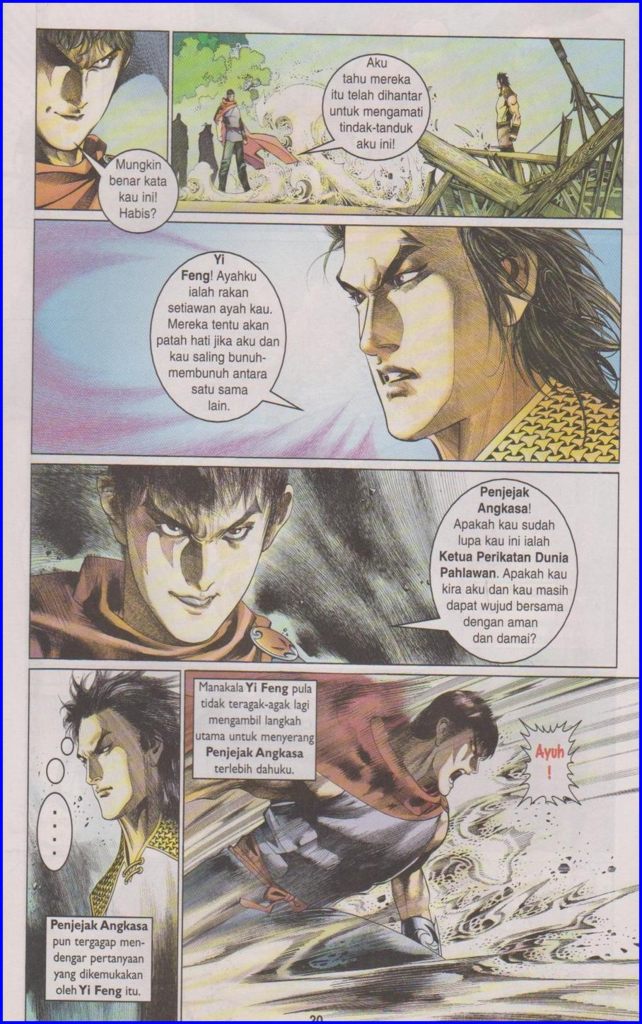 Mungkin
benar kata
kau ini!
Habis?
Aku
tahu mereka
itu telah dihantar
untuk mengamati
tindak-tanduk
aku ini!
Yi
Feng! Ayahku
ialah rakan
setiawan ayah kau.
Mereka tentu akan
patah hati jika aku dan
kau saling bunuh-
membunuh antara
satu sama
lain.
Penjejak
Angkasa!
Apakah kau sudah
lupa kau ini ialah
Ketua Perikatan Dunia
Pahlawan. Apakah kau
kira aku dan kau masih
dapat wujud bersama
dengan aman
dan damai?
....
Penjejak Angkasa
pun tergagap men-
dengar pertanyaan
yang dikemukakan
oleh Yi Feng itu.
Manakala Yi Feng pula
tidak teragak-agak lagi
mengambil langkah
utama untuk menyerang
Penjejak Angkasa
terlebih dahuku.
Ayuh
!
20